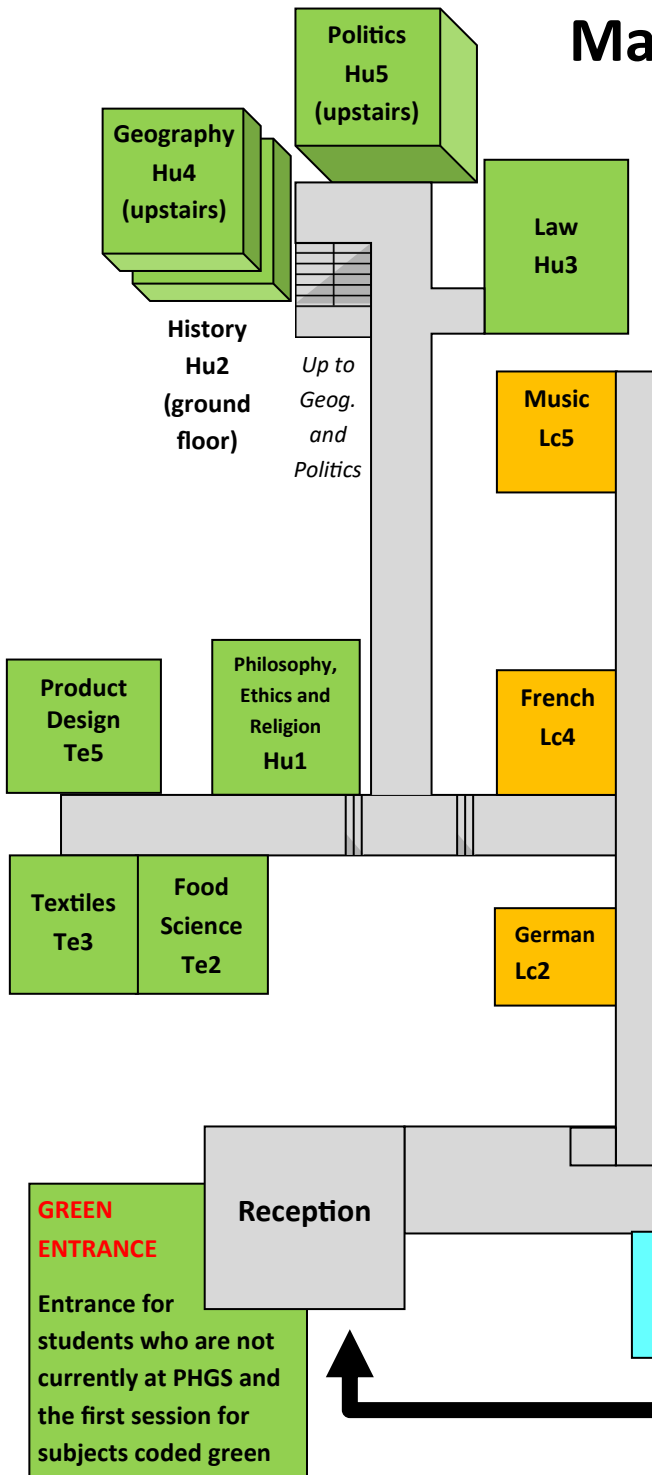 Ma
Politics
Hu5
(upstairs)
Geography
Hu4
(upstairs)
Law
Hu3
History
Hu2
(ground
floor)
Up to
Geog.
and
Politics
Music
Lc5
Product
Design
Te5
Philosophy,
Ethics and
Religion
Hu1
French
Lc4
Textiles
Te3
Food
Science
Te2
German
Lc2
Reception
GREEN
ENTRANCE
Entrance for
students who are not
currently at PHGS and
the first session for
subjects coded green